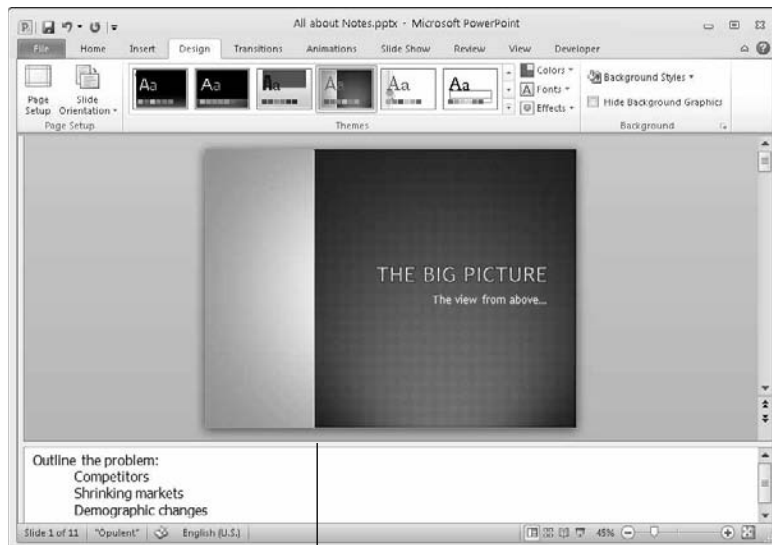 All about Notes.pptx - Microsoft PowerPoint
File Home Insert Design Transitions Animations Slide Show Review View Developer
Page Setup
Slide Orientation
Aa Aa Aa Aa Aa Aa
Colors
Fonts
Effects
Background Styles
Hide Background Graphics
Page Setup Themes Background
THE BIG PICTURE
The view from above...
Outline the problem:
Competitors
Shrinking markets
Demographic changes
Slide 1 of 11 "Opulent" English (U.S.) 45%